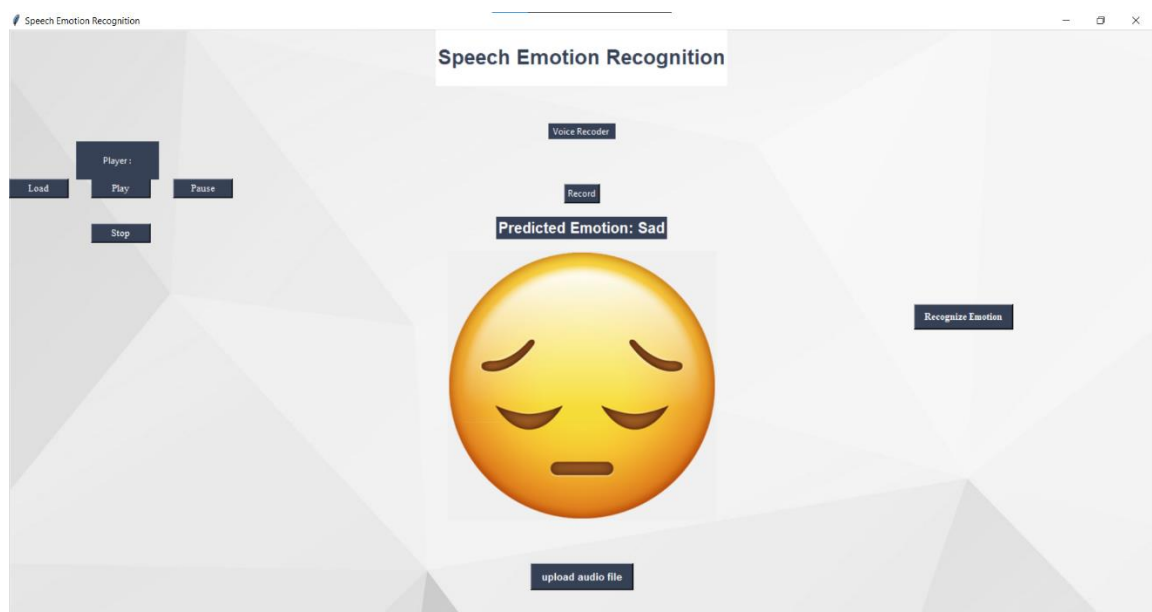 Speech Emotion Recognition
Speech Emotion Recognition
Voice Recoder
Player :
Load Play Pause
Record
Stop
Predicted Emotion: Sad
Recognize Emotion
upload audio file